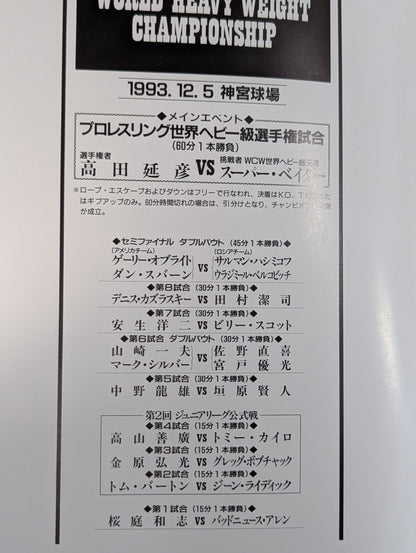 WORLD HEAVY WEIGHT
CHAMPIONSHIP
1993. 12. 5 神宮球場
◆メインエベント◆
プロレスリング世界ヘビー級選手権試合
(60分1本勝負)
選手権者 挑戦者 WCW世界ヘビー級
高田延彦 VS スーパー・ベイダー
※ロープ・エスケープおよびダウンはフリーで行なわれ、決着はK.O.
はギブアップのみ。60分時間切れの場合は、引分けとなり、チャンピオン
が成立。
◆セミファイナル ダブルバウト (45分1本勝負)◆
(アメリカチーム) (ロシアチーム)
ゲーリー・オブライト VS サルマン・ハシミコフ
ダン・スバーン ウラジミール・ベルコビッチ
◆第8試合 (30分1本勝負)◆
デニス・カズラスキー VS 田村潔司
◆第7試合 (30分1本勝負)◆
安生洋二 VS ビリー・スコット
◆第6試合 ダブルバウト (30分1本勝負)◆
山崎一夫 VS 佐野直喜
マーク・シルバー 宮戸優光
◆第5試合 (30分1本勝負)◆
中野龍雄 VS 垣原賢人
第2回 ジュニアリーグ公式戦
◆第4試合 (15分1本勝負)◆
高山善廣 VS トミー・カイロ
◆第3試合 (15分1本勝負)◆
金原弘光 VS グレッグ・ボブチャック
◆第2試合 (15分1本勝負)◆
トム・バートン VS ジーン・ライディック
◆第1試合 (15分1本勝負)◆
桜庭和志 VS バッドニュース・アレン